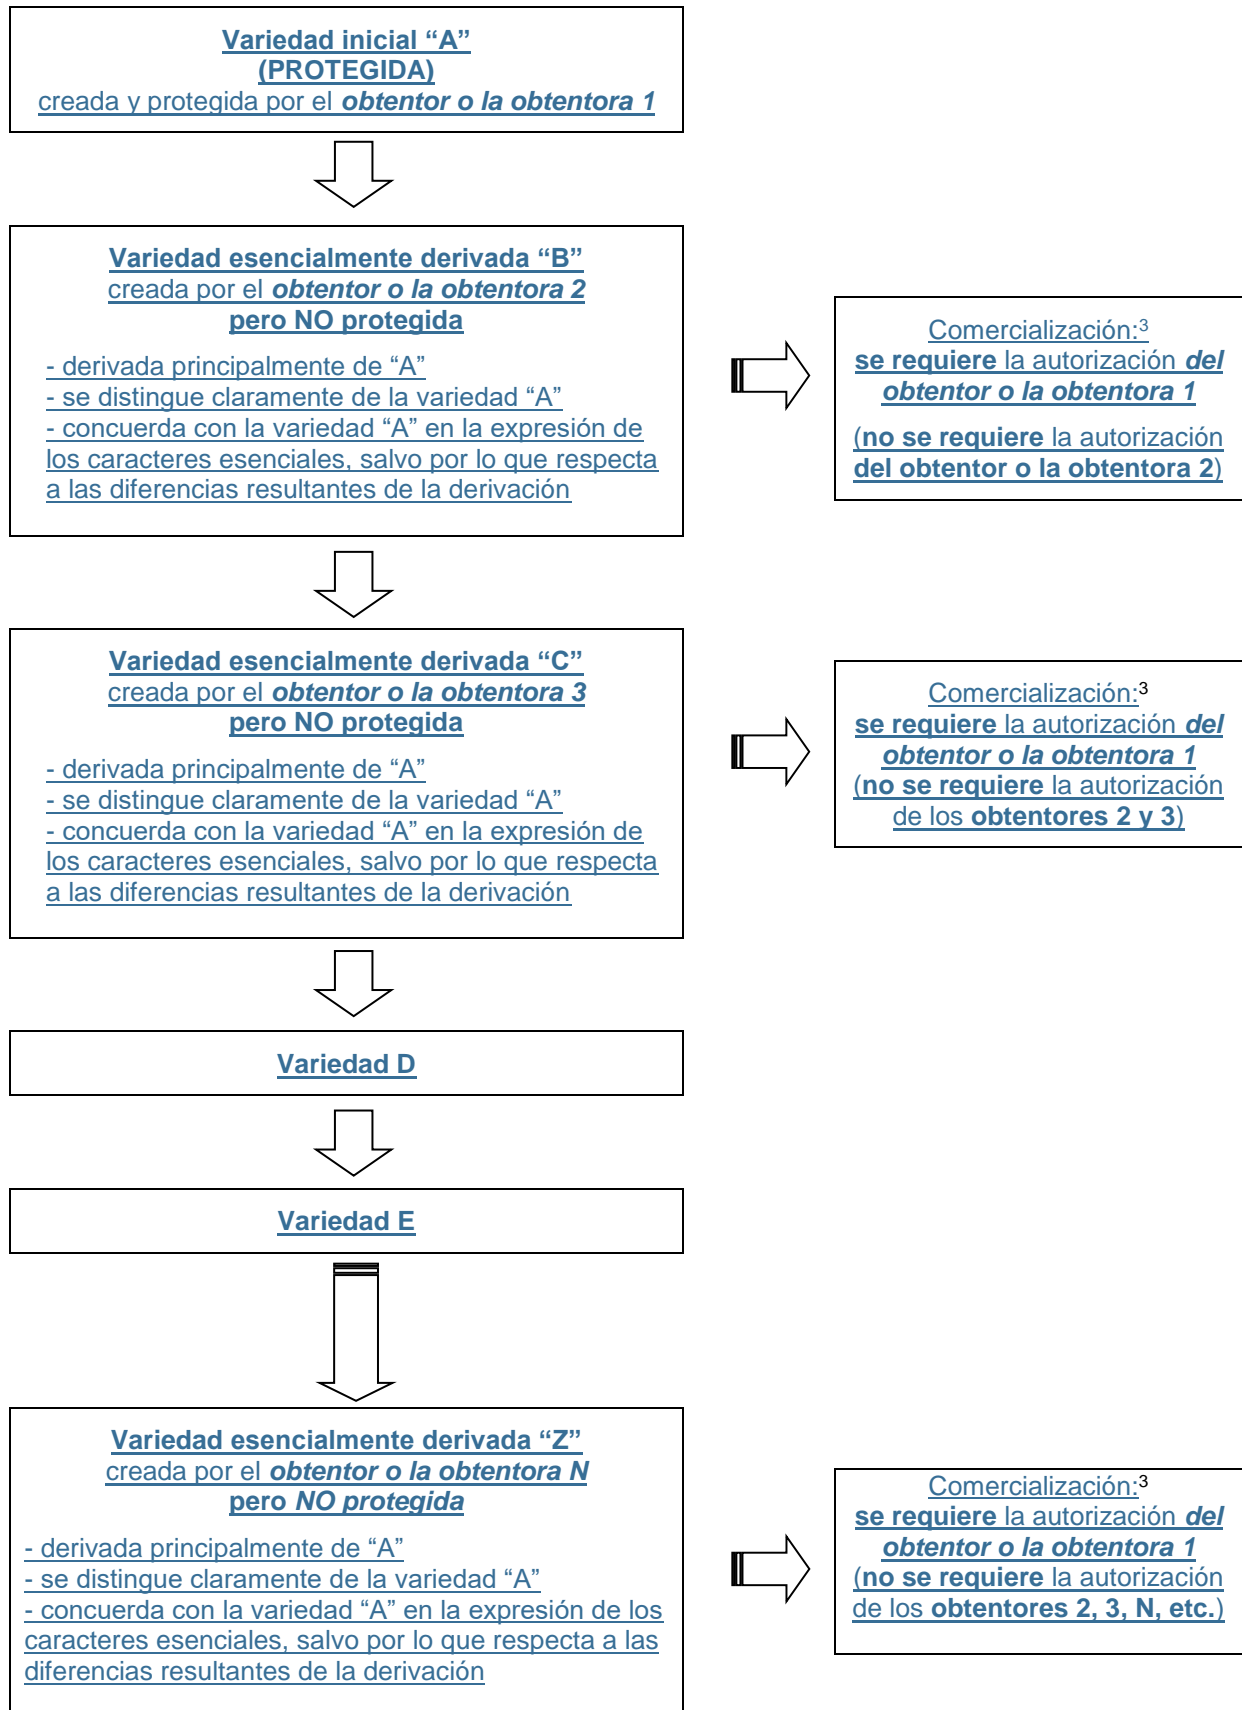 Variedad inicial “A”
(PROTEGIDA)
creada y protegida por el obtentor o la obtentora 1
Variedad esencialmente derivada “B”
creada por el obtentor o la obtentora 2
pero NO protegida
- derivada principalmente de “A”
- se distingue claramente de la variedad “A”
- concuerda con la variedad “A” en la expresión de
los caracteres esenciales, salvo por lo que respecta
a las diferencias resultantes de la derivación
Comercialización:3
se requiere la autorización del
obtentor o la obtentora 1
(no se requiere la autorización
del obtentor o la obtentora 2)
Variedad esencialmente derivada “C”
creada por el obtentor o la obtentora 3
pero NO protegida
- derivada principalmente de “A”
- se distingue claramente de la variedad “A”
- concuerda con la variedad “A” en la expresión de
los caracteres esenciales, salvo por lo que respecta
a las diferencias resultantes de la derivación
Comercialización:3
se requiere la autorización del
obtentor o la obtentora 1
(no se requiere la autorización
de los obtentores 2 y 3)
Variedad D
Variedad E
Variedad esencialmente derivada “Z”
creada por el obtentor o la obtentora N
pero NO protegida
- derivada principalmente de “A”
- se distingue claramente de la variedad “A”
- concuerda con la variedad “A” en la expresión de los
caracteres esenciales, salvo por lo que respecta a las
diferencias resultantes de la derivación
Comercialización:3
se requiere la autorización del
obtentor o la obtentora 1
(no se requiere la autorización
de los obtentores 2, 3, N, etc.)